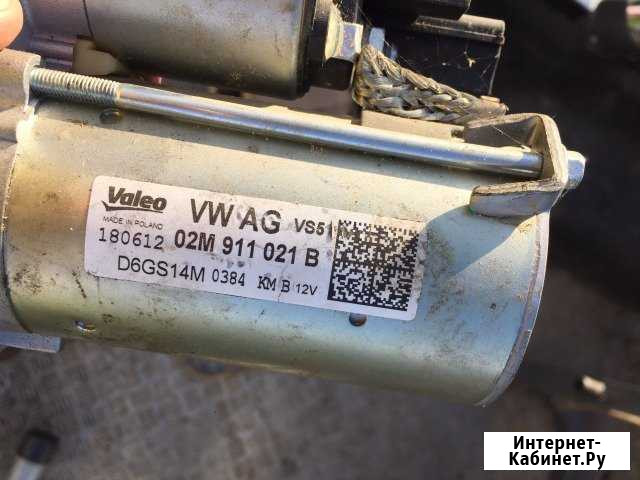 Valeo VW AG VS51
MADE IN POLAND
180612 02M 911 021 B
D6GS14M 0384 KM B 12V
Интернет-
Кабинет.Ру